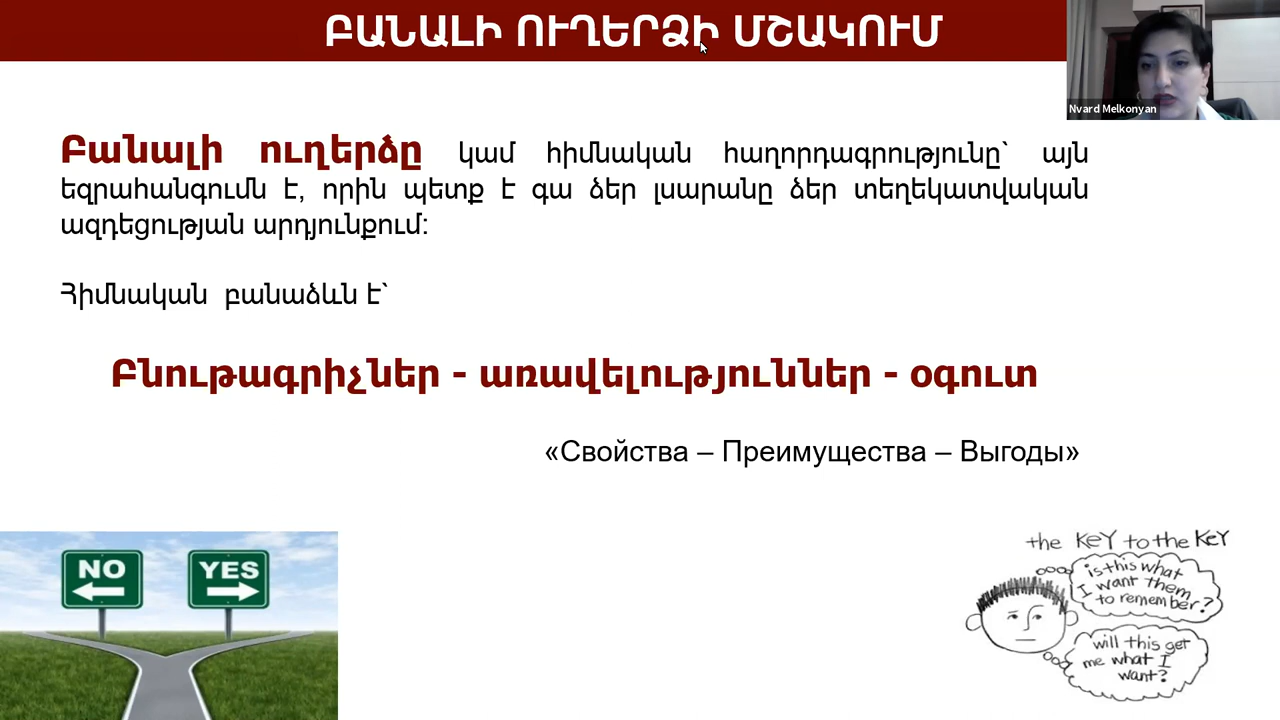 ԲԱՆԱԼԻ ՈՒՂԵՐՁԻ ՄՇԱԿՈՒՄ
Nvard Melkonyan
Բանալի ուղերձը կամ հիմնական հաղորդագրությունը՝ այն
եզրահանգումն է, որին պետք է գա ձեր լսարանը ձեր տեղեկատվական
ազդեցության արդյունքում:
Հիմնական բանաձևն է՝
Բնութագրիչներ - առավելություններ - օգուտ
«Свойства – Преимущества – Выгоды»
NO
YES
the KEY to the KEY
is this what
I want them
to remember?
will this get
me what I
want?